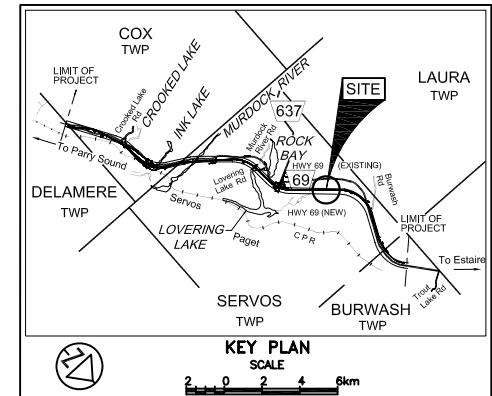 COX
TWP
LIMIT OF
PROJECT
Crooked Lake
Rd
CROOKED LAKE
INK LAKE
MURDOCK RIVER
637
SITE
LAURA
TWP
To Parry Sound
Murdock
River Rd
ROCK
BAY
HWY 69
(EXISTING)
69
DELAMERE
TWP
Servos
Lovering
Lake Rd
HWY 69 (NEW)
Burwash
Rd
LOVERING
LAKE
Paget
CPR
LIMIT OF
PROJECT
To Estaire
SERVOS
TWP
BURWASH
TWP
Trout
Lake Rd
N
KEY PLAN
SCALE
2 0 2 4 6km